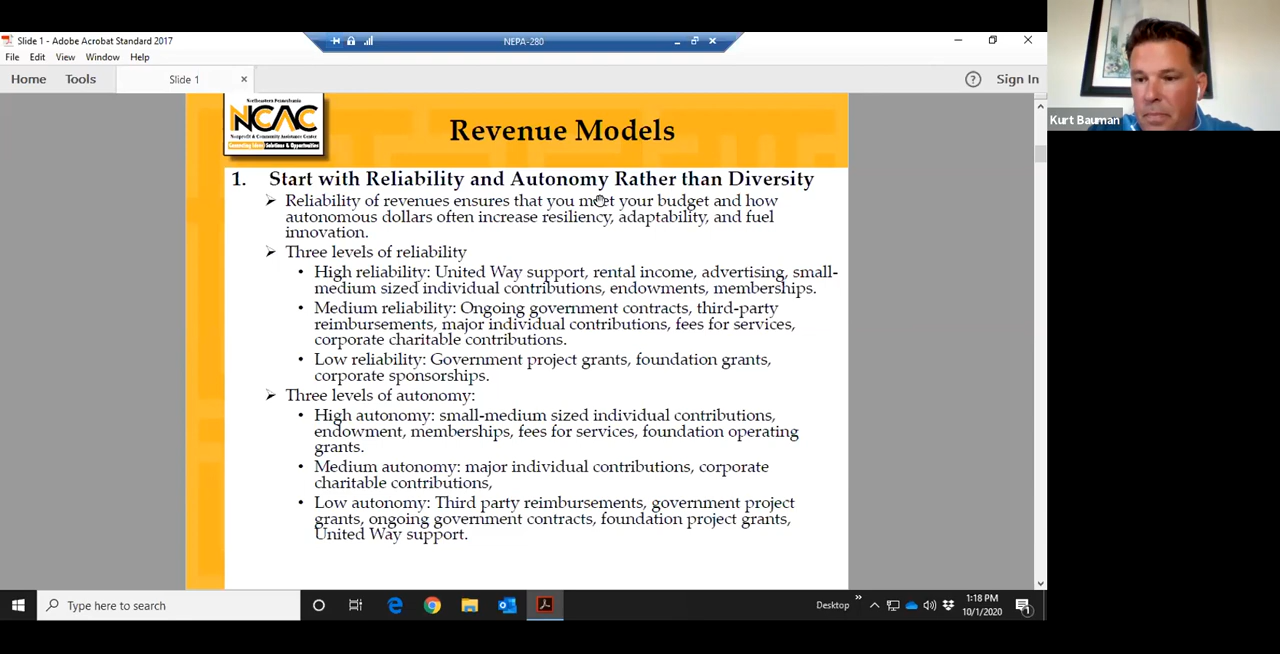 Slide 1 - Adobe Acrobat Standard 2017
NEPA-280
File Edit View Window Help
Home Tools Slide 1 × ? Sign In
Kurt Bauman
Northeastern Pennsylvania
NCAC
Nonprofit & Community Assistance Center
Revenue Models
1. Start with Reliability and Autonomy Rather than Diversity
➢ Reliability of revenues ensures that you meet your budget and how
autonomous dollars often increase resiliency, adaptability, and fuel
innovation.
➢ Three levels of reliability
• High reliability: United Way support, rental income, advertising, small-
medium sized individual contributions, endowments, memberships.
• Medium reliability: Ongoing government contracts, third-party
reimbursements, major individual contributions, fees for services,
corporate charitable contributions.
• Low reliability: Government project grants, foundation grants,
corporate sponsorships.
➢ Three levels of autonomy:
• High autonomy: small-medium sized individual contributions,
endowment, memberships, fees for services, foundation operating
grants.
• Medium autonomy: major individual contributions, corporate
charitable contributions,
• Low autonomy: Third party reimbursements, government project
grants, ongoing government contracts, foundation project grants,
United Way support.
Type here to search
Desktop
1:18 PM
10/1/2020
1